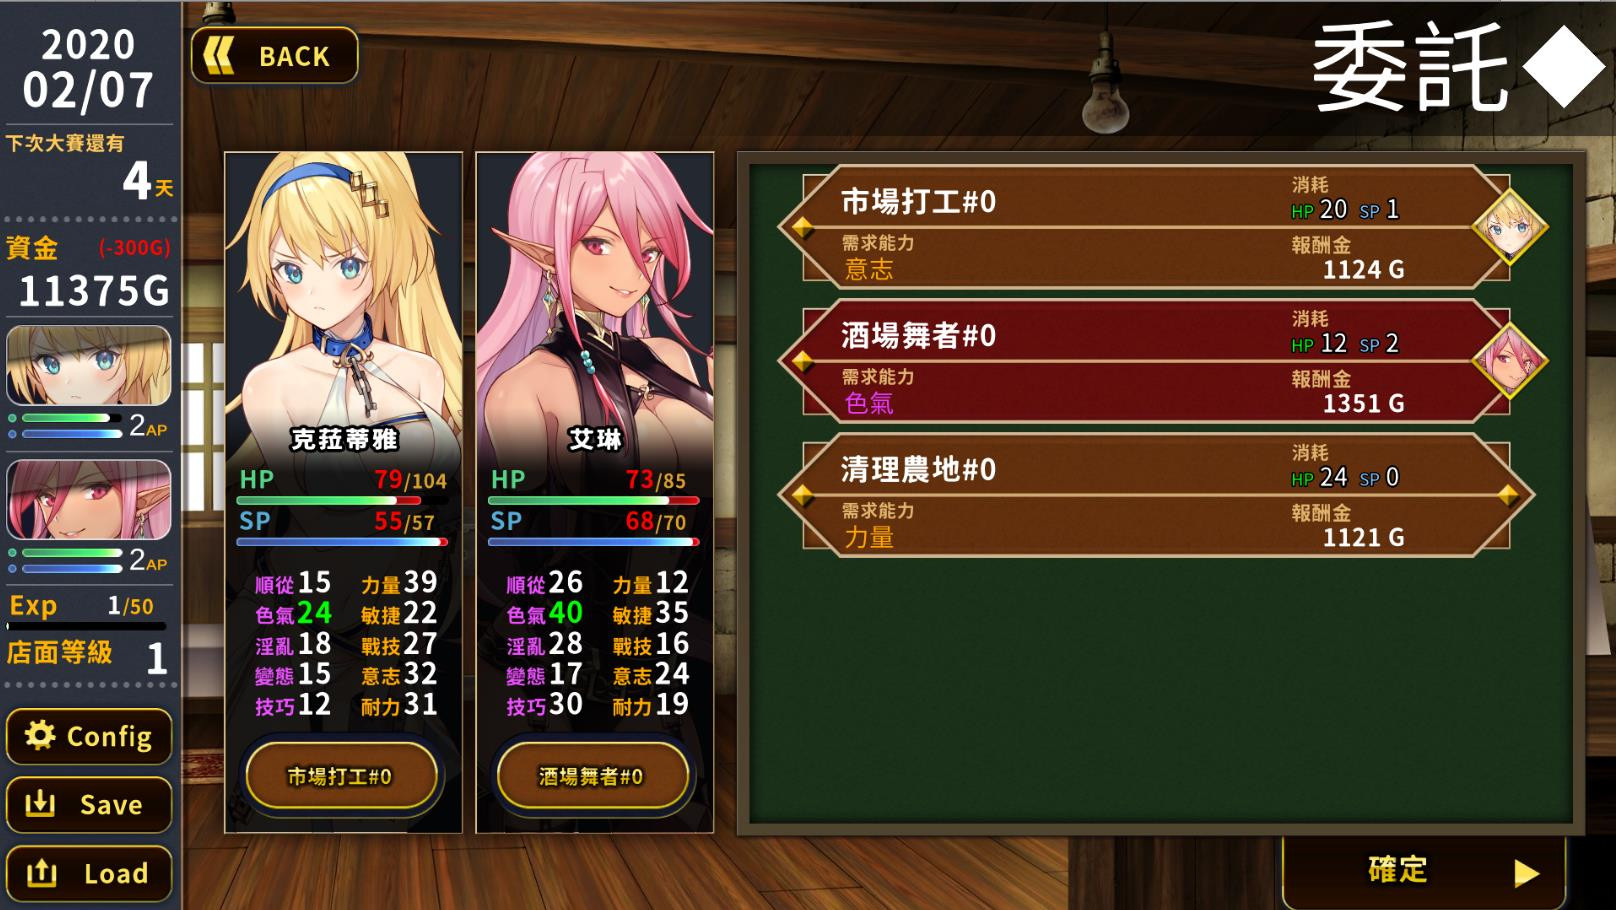 2020
02/07
下次大賽還有
4天
資金 (-300G)
11375G
2AP
2AP
Exp 1/50
店面等級 1
Config
Save
Load
BACK
委託
克菈蒂雅
HP 79/104
SP 55/57
順從15 力量39
色氣24 敏捷22
淫亂18 戰技27
變態15 意志32
技巧12 耐力31
市場打工#0
艾琳
HP 73/85
SP 68/70
順從26 力量12
色氣40 敏捷35
淫亂28 戰技16
變態17 意志24
技巧30 耐力19
酒場舞者#0
市場打工#0
消耗
HP 20 SP 1
需求能力
意志
報酬金
1124 G
酒場舞者#0
消耗
HP 12 SP 2
需求能力
色氣
報酬金
1351 G
清理農地#0
消耗
HP 24 SP 0
需求能力
力量
報酬金
1121 G
確定